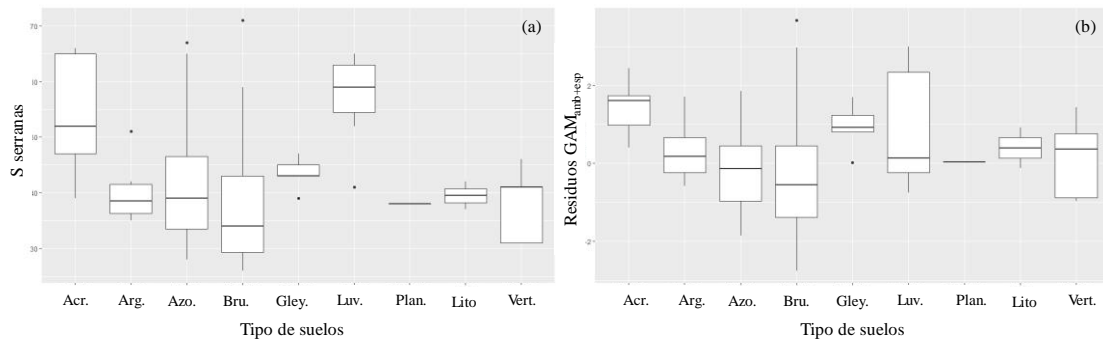 (a)
70
60
50
40
30
S serranas
Acr. Arg. Azo. Bru. Gley. Luv. Plan. Lito Vert.
Tipo de suelos
(b)
2
0
-2
Residuos GAMamb+esp
Acr. Arg. Azo. Bru. Gley. Luv. Plan. Lito Vert.
Tipo de suelos